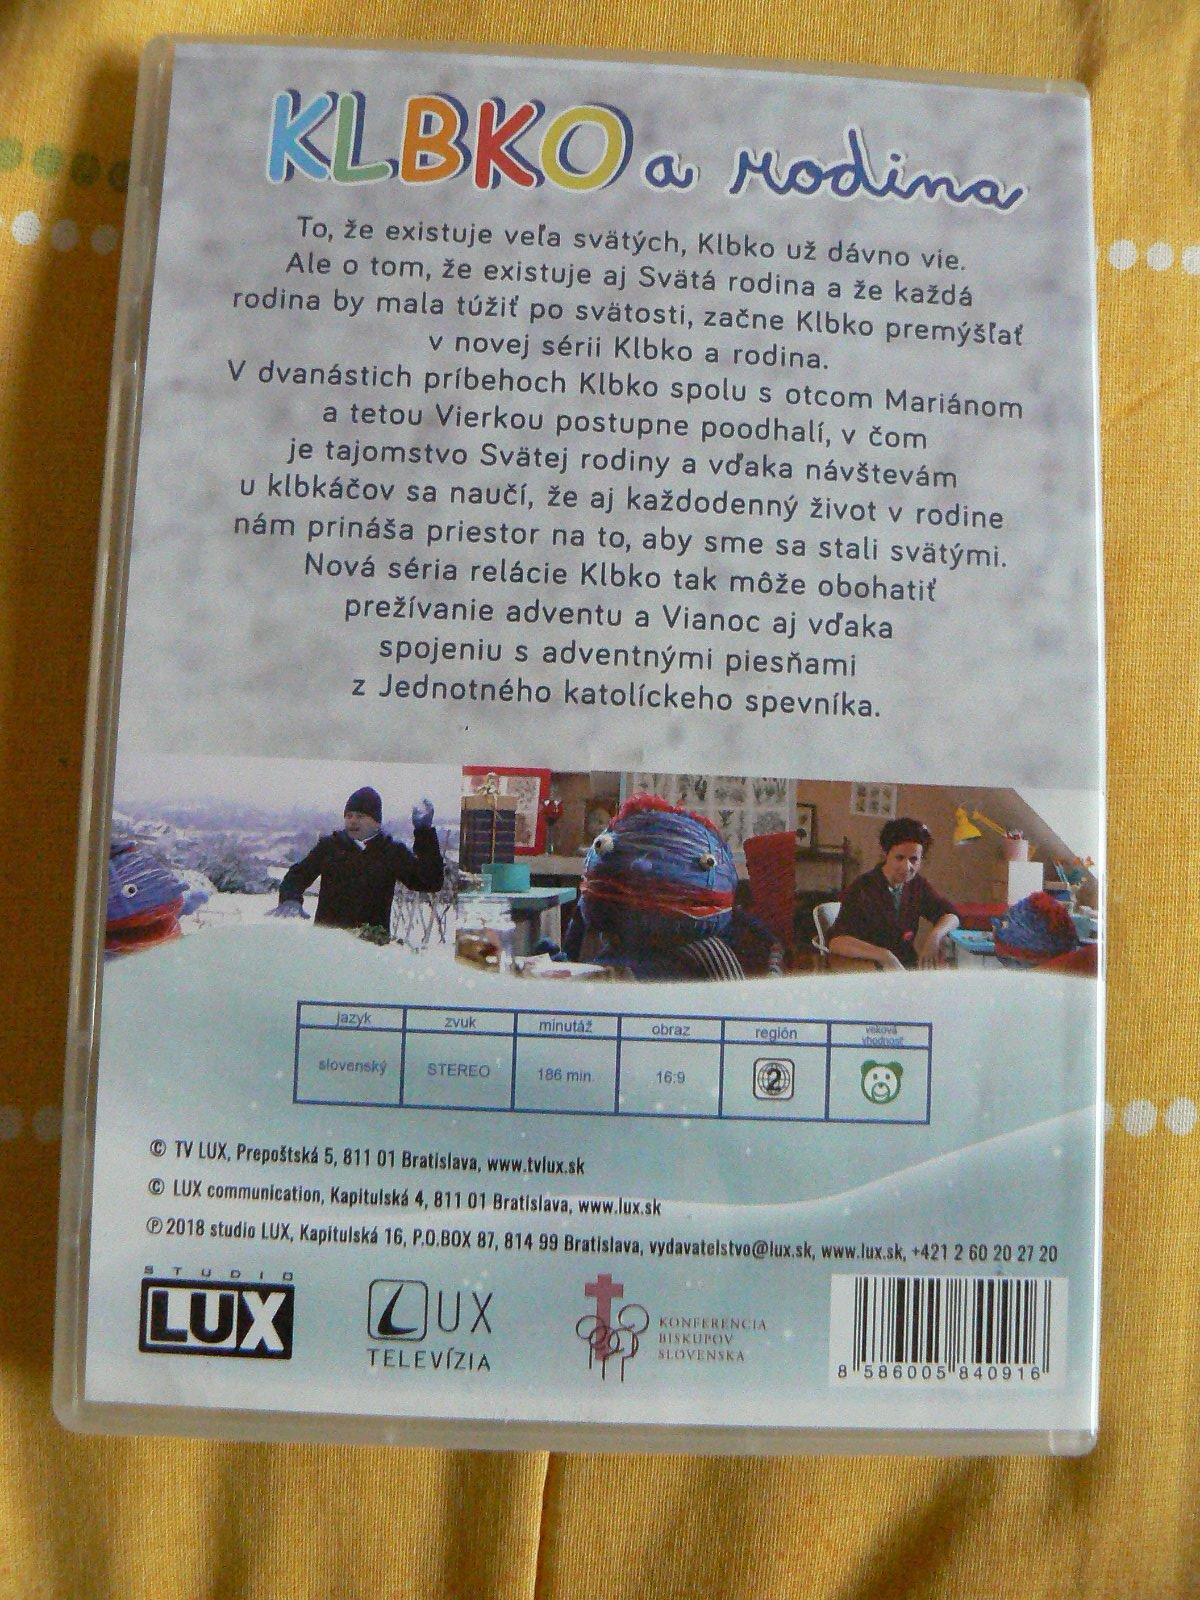 KLBKO a rodina
To, že existuje veľa svätých, Klbko už dávno vie.
Ale o tom, že existuje aj Svätá rodina a že každá
rodina by mala túžiť po svätosti, začne Klbko premýšľať
v novej sérii Klbko a rodina.
V dvanástich príbehoch Klbko spolu s otcom Mariánom
a tetou Vierkou postupne poodhalí, v čom
je tajomstvo Svätej rodiny a vďaka návštevám
u klbkáčov sa naučí, že aj každodenný život v rodine
nám prináša priestor na to, aby sme sa stali svätými.
Nová séria relácie Klbko tak môže obohatiť
prežívanie adventu a Vianoc aj vďaka
spojeniu s adventnými piesňami
z Jednotného katolíckeho spevníka.
jazyk zvuk minutáž obraz región veková vhodnosť
slovenský STEREO 186 min. 16:9 2
© TV LUX, Prepoštská 5, 811 01 Bratislava, www.tvlux.sk
© LUX communication, Kapitulská 4, 811 01 Bratislava, www.lux.sk
℗ 2018 studio LUX, Kapitulská 16, P.O.BOX 87, 814 99 Bratislava, vydavatelstvo@lux.sk, www.lux.sk, +421 2 60 20 27 20
STUDIO
LUX
LUX
TELEVÍZIA
KONFERENCIA
BISKUPOV
SLOVENSKA
8 586005 840916